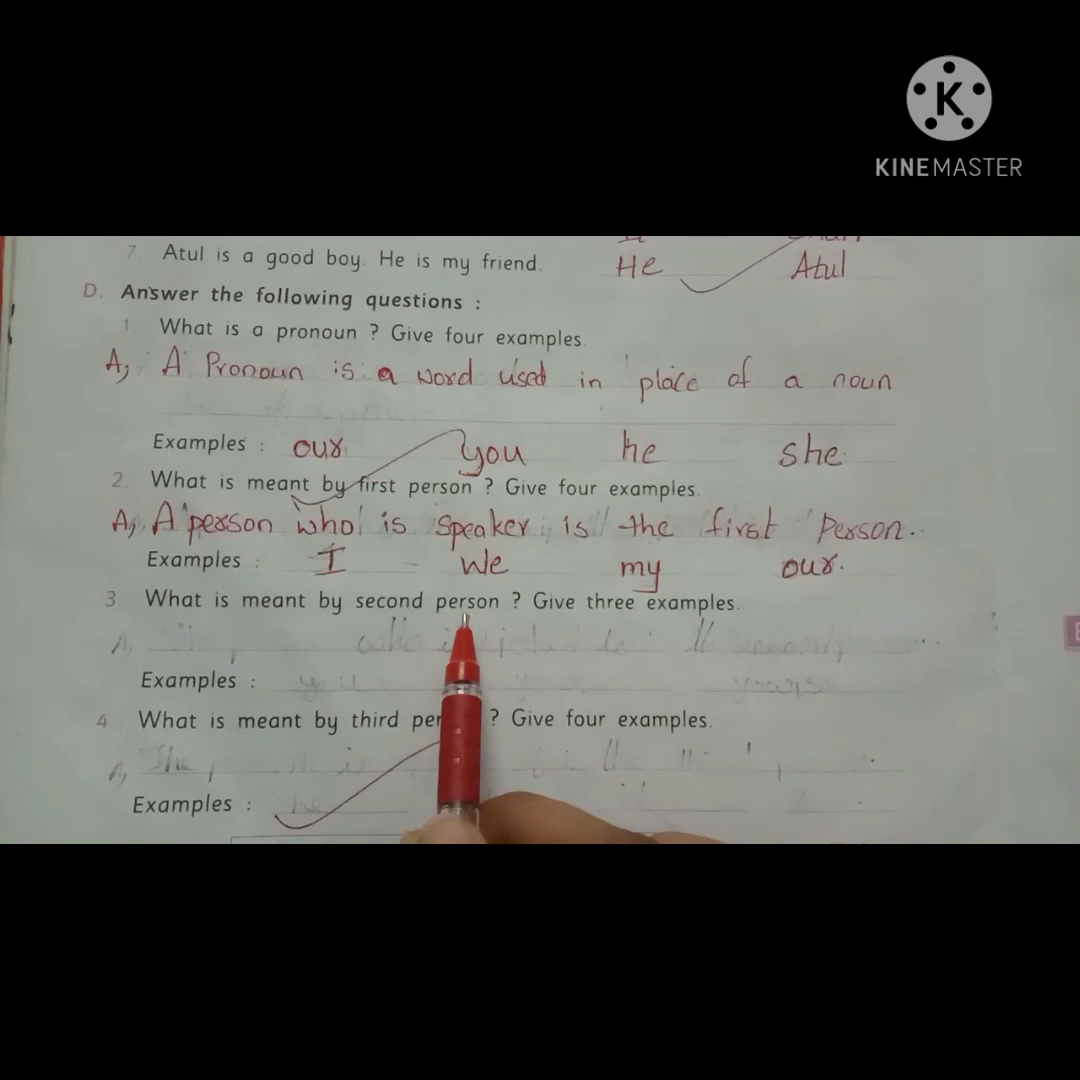 KINEMASTER
7. Atul is a good boy. He is my friend. He Atul
D. Answer the following questions :
1. What is a pronoun ? Give four examples.
A, A Pronoun is a word used in place of a noun
Examples : our you he she
2. What is meant by first person ? Give four examples.
A, A person who is speaker, is the first Person..
Examples : I We my our.
3. What is meant by second person ? Give three examples.
A,
Examples : you
4. What is meant by third per ? Give four examples.
A, The
Examples : he